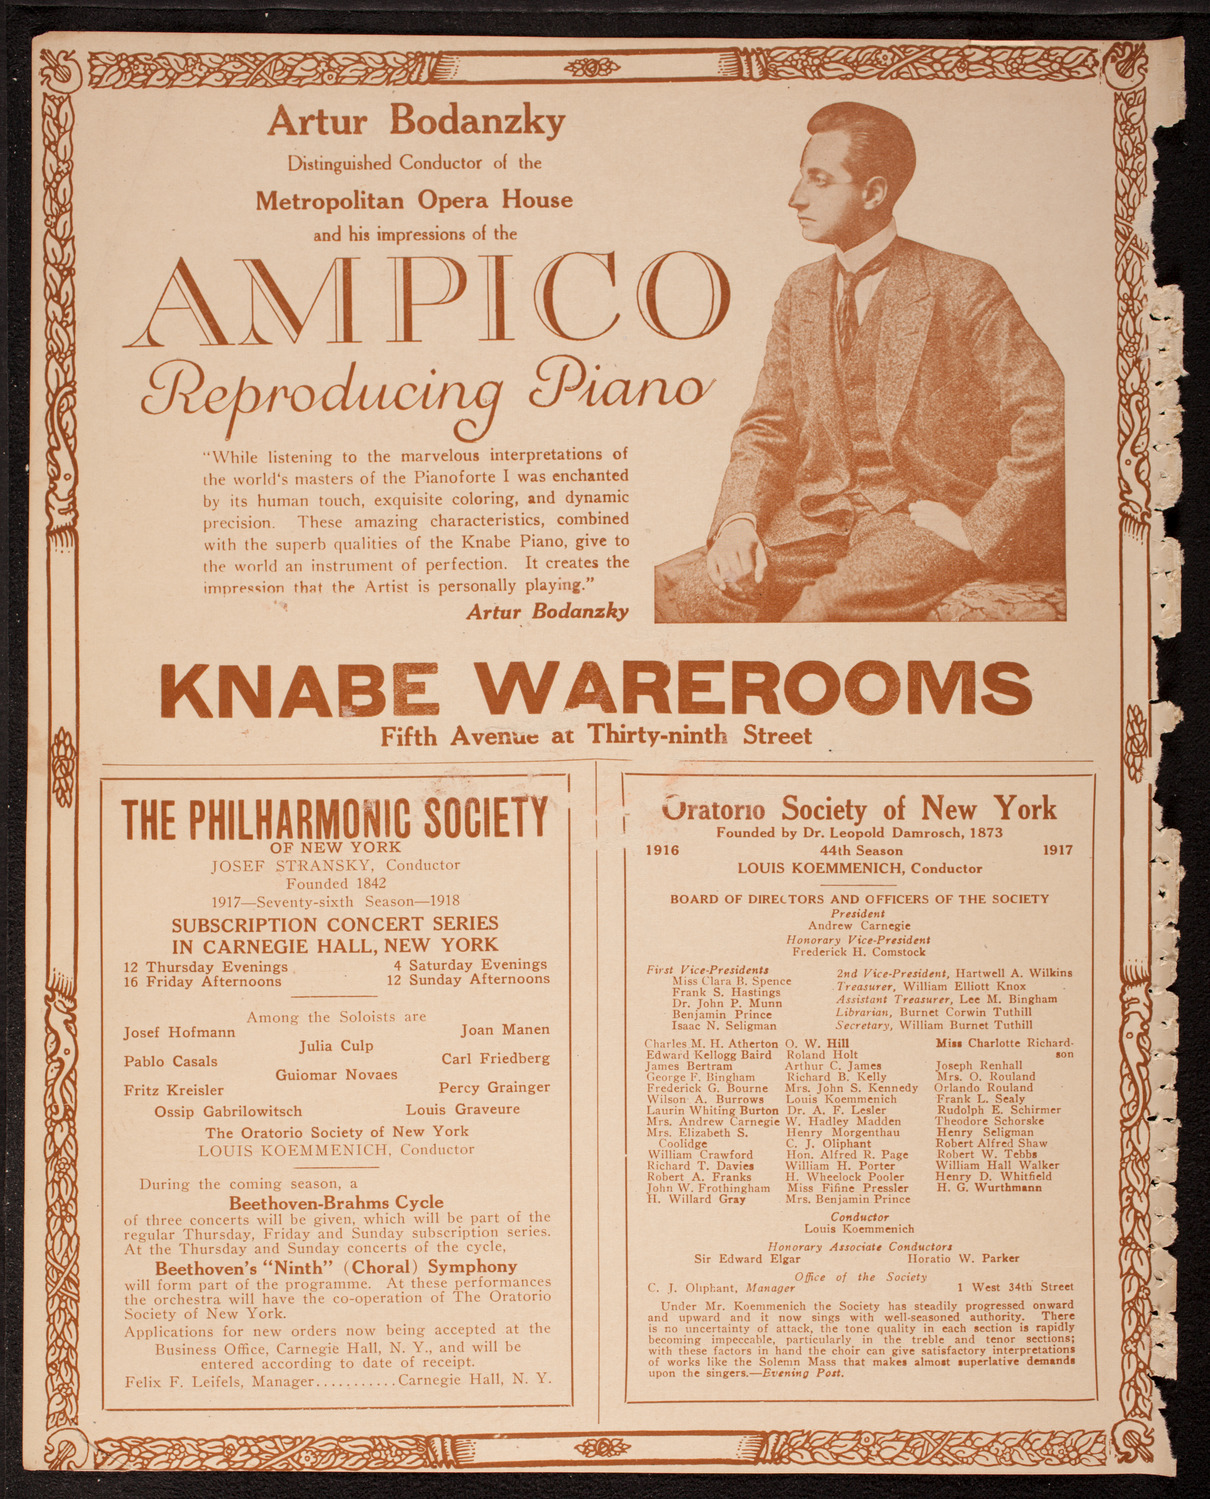 Artur Bodanzky
Distinguished Conductor of the
Metropolitan Opera House
and his impressions of the
AMPICO
Reproducing Piano
"While listening to the marvelous interpretations of
the world's masters of the Pianoforte I was enchanted
by its human touch, exquisite coloring, and dynamic
precision. These amazing characteristics, combined
with the superb qualities of the Knabe Piano, give to
the world an instrument of perfection. It creates the
impression that the Artist is personally playing."
Artur Bodanzky
KNABE WAREROOMS
Fifth Avenue at Thirty-ninth Street
THE PHILHARMONIC SOCIETY
OF NEW YORK
JOSEF STRANSKY, Conductor
Founded 1842
1917—Seventy-sixth Season—1918
SUBSCRIPTION CONCERT SERIES
IN CARNEGIE HALL, NEW YORK
12 Thursday Evenings 4 Saturday Evenings
16 Friday Afternoons 12 Sunday Afternoons
Among the Soloists are
Josef Hofmann Joan Manen
Julia Culp
Pablo Casals Carl Friedberg
Guiomar Novaes
Fritz Kreisler Percy Grainger
Ossip Gabrilowitsch Louis Graveure
The Oratorio Society of New York
LOUIS KOEMMENICH, Conductor
During the coming season, a
Beethoven-Brahms Cycle
of three concerts will be given, which will be part of the
regular Thursday, Friday and Sunday subscription series.
At the Thursday and Sunday concerts of the cycle,
Beethoven's "Ninth" (Choral) Symphony
will form part of the programme. At these performances
the orchestra will have the co-operation of The Oratorio
Society of New York.
Applications for new orders now being accepted at the
Business Office, Carnegie Hall, N. Y., and will be
entered according to date of receipt.
Felix F. Leifels, Manager...........Carnegie Hall, N. Y.
Oratorio Society of New York
Founded by Dr. Leopold Damrosch, 1873
1916 44th Season 1917
LOUIS KOEMMENICH, Conductor
BOARD OF DIRECTORS AND OFFICERS OF THE SOCIETY
President
Andrew Carnegie
Honorary Vice-President
Frederick H. Comstock
First Vice-Presidents
Miss Clara B. Spence
Frank S. Hastings
Dr. John P. Munn
Benjamin Prince
Isaac N. Seligman
2nd Vice-President, Hartwell A. Wilkins
Treasurer, William Elliott Knox
Assistant Treasurer, Lee M. Bingham
Librarian, Burnet Corwin Tuthill
Secretary, William Burnet Tuthill
Charles M. H. Atherton
Edward Kellogg Baird
James Bertram
George F. Bingham
Frederick G. Bourne
Wilson A. Burrows
Laurin Whiting Burton
Mrs. Andrew Carnegie
Mrs. Elizabeth S.
Coolidge
William Crawford
Richard T. Davies
Robert A. Franks
John W. Frothingham
H. Willard Gray
O. W. Hill
Roland Holt
Arthur C. James
Richard B. Kelly
Mrs. John S. Kennedy
Louis Koemmenich
Dr. A. F. Lesler
W. Hadley Madden
Henry Morgenthau
C. J. Oliphant
Hon. Alfred R. Page
William H. Porter
H. Wheelock Pooler
Miss Fifine Pressler
Mrs. Benjamin Prince
Miss Charlotte Richard-
son
Joseph Renhall
Mrs. O. Rouland
Orlando Rouland
Frank L. Sealy
Rudolph E. Schirmer
Theodore Schorske
Henry Seligman
Robert Alfred Shaw
Robert W. Tebbs
William Hall Walker
Henry D. Whitfield
H. G. Wurthmann
Conductor
Louis Koemmenich
Honorary Associate Conductors
Sir Edward Elgar Horatio W. Parker
Office of the Society
C. J. Oliphant, Manager 1 West 34th Street
Under Mr. Koemmenich the Society has steadily progressed onward
and upward and it now sings with well-seasoned authority. There
is no uncertainty of attack, the tone quality in each section is rapidly
becoming impeccable, particularly in the treble and tenor sections;
with these factors in hand the choir can give satisfactory interpretations
of works like the Solemn Mass that makes almost superlative demands
upon the singers.—Evening Post.